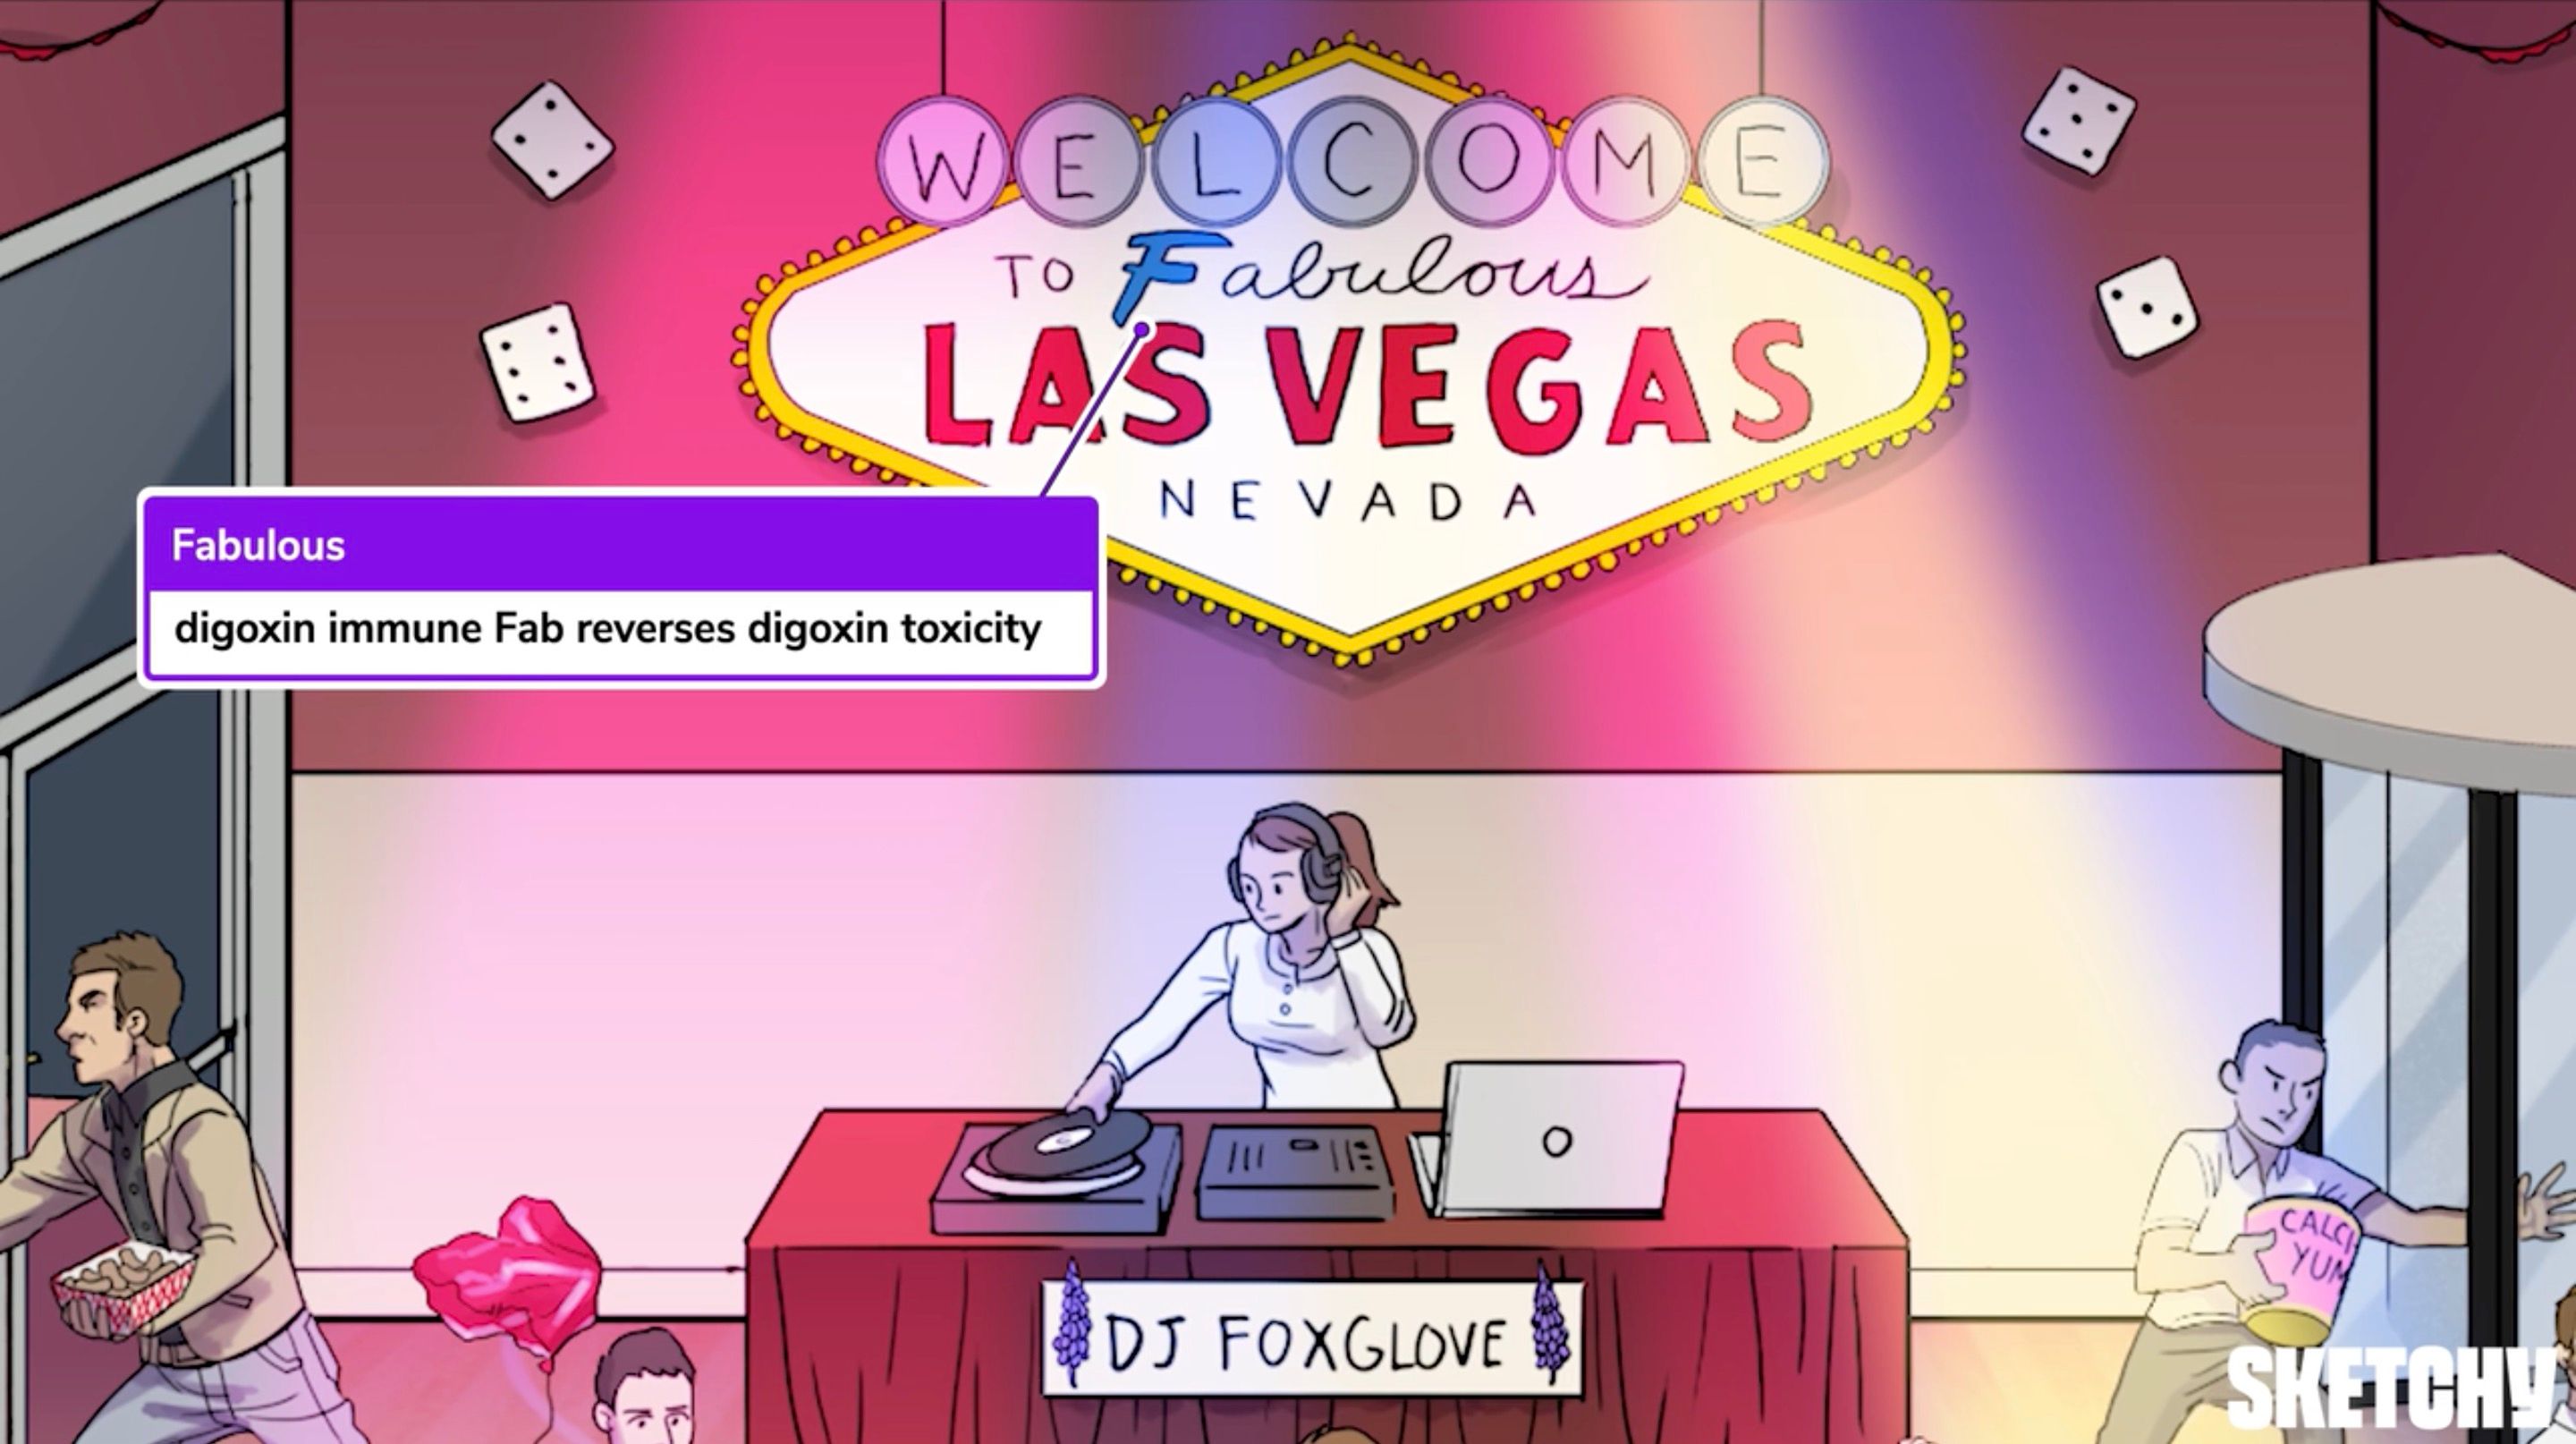 WELCOME
TO Fabulous
LAS VEGAS
NEVADA
Fabulous
digoxin immune Fab reverses digoxin toxicity
CALCI
YUM
DJ FOXGLOVE
SKETCHY